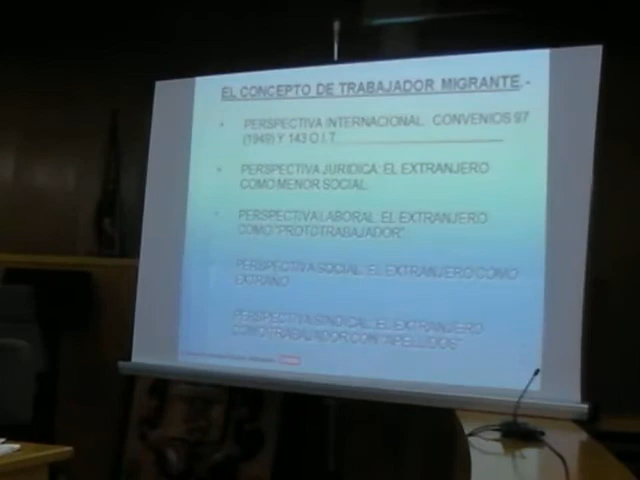 EL CONCEPTO DE TRABAJADOR MIGRANTE.-
• PERSPECTIVA INTERNACIONAL. CONVENIOS 97
(1949) Y 143 O.I.T.
• PERSPECTIVA JURIDICA: EL EXTRANJERO
COMO MENOR SOCIAL.
• PERSPECTIVA LABORAL: EL EXTRANJERO
COMO "PROTOTRABAJADOR"
PERSPECTIVA SOCIAL: EL EXTRANJERO COMO
EXTRAÑO
PERSPECTIVA SINDICAL: EL EXTRANJERO
COMO TRABAJADOR CON "APELLIDOS"